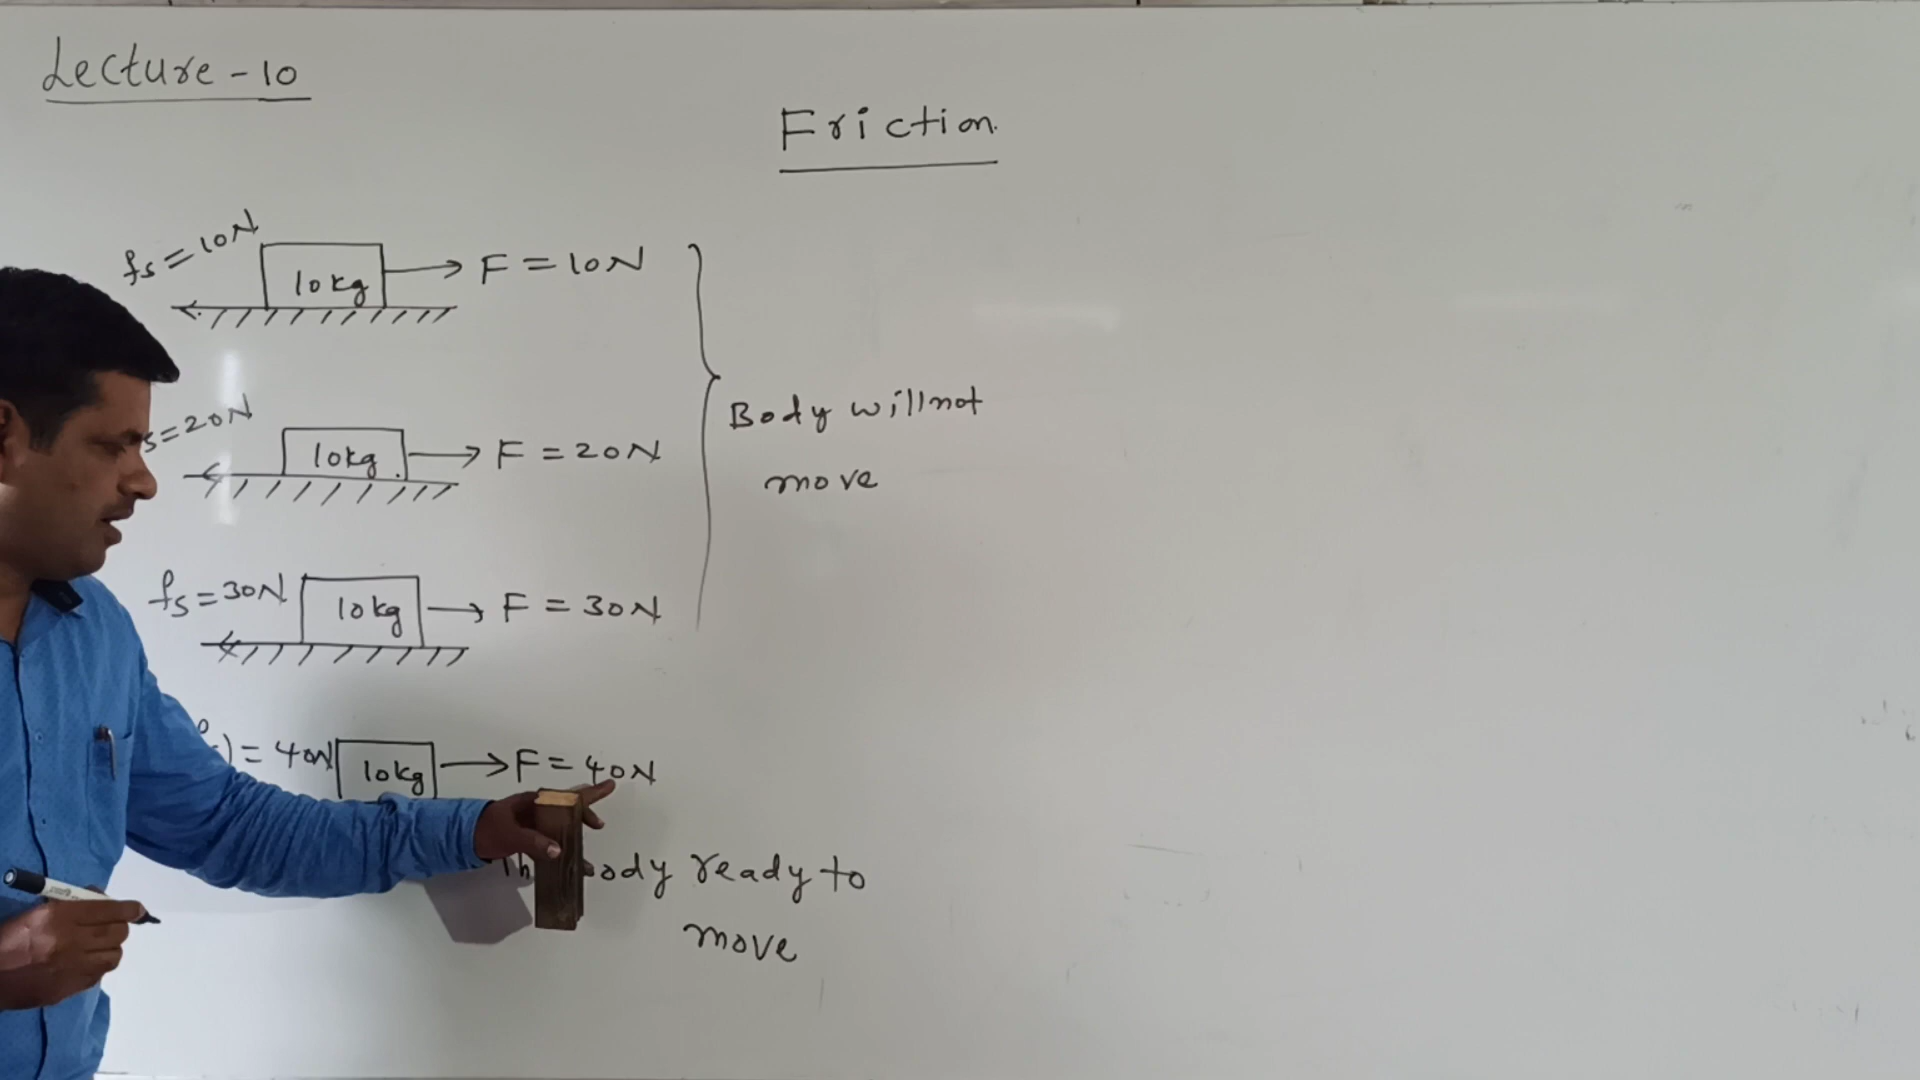 Lecture - 10
Friction
fs = 10N
10kg
F = 10N
s = 20N
10kg
F = 20N
Body will not
move
fs = 30N
10kg
F = 30N
) = 40N
10kg
F = 40N
ody ready to
move